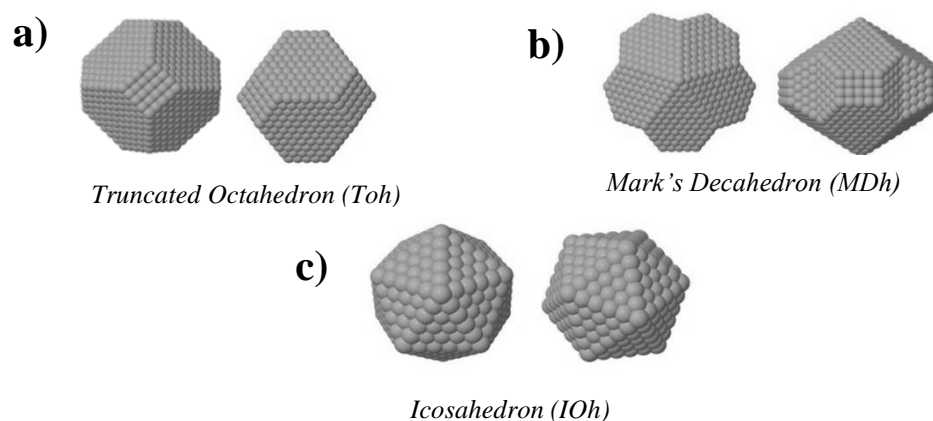 a)
Truncated Octahedron (Toh)
b)
Mark's Decahedron (MDh)
c)
Icosahedron (IOh)